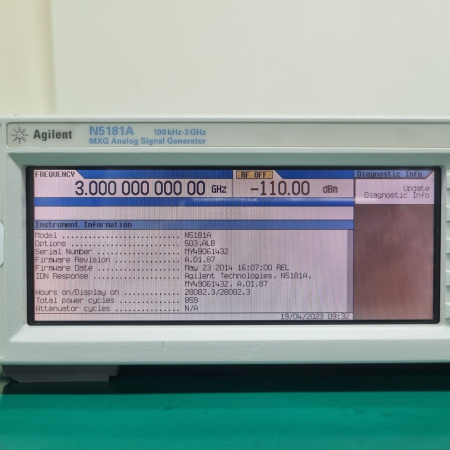 Agilent N5181A 100 kHz-3 GHz
MXG Analog Signal Generator
FREQUENCY RF OFF Diagnostic Info
3.000 000 000 00 GHz -110.00 dBm
Update
Diagnostic Info
Instrument Information
Model .................... N5181A
Options .................. 503,ALB
Serial Number ............ MY49061432
Firmware Revision ........ A.01.87
Firmware Date ............ May 23 2014 16:07:00 REL
IDN Response ............. Agilent Technologies, N5181A,
MY49061432, A.01.87
Hours on/Display on ...... 28082.3/28082.3
Total power cycles ....... 859
Attenuator cycles ........ N/A
19/04/2023 09:32